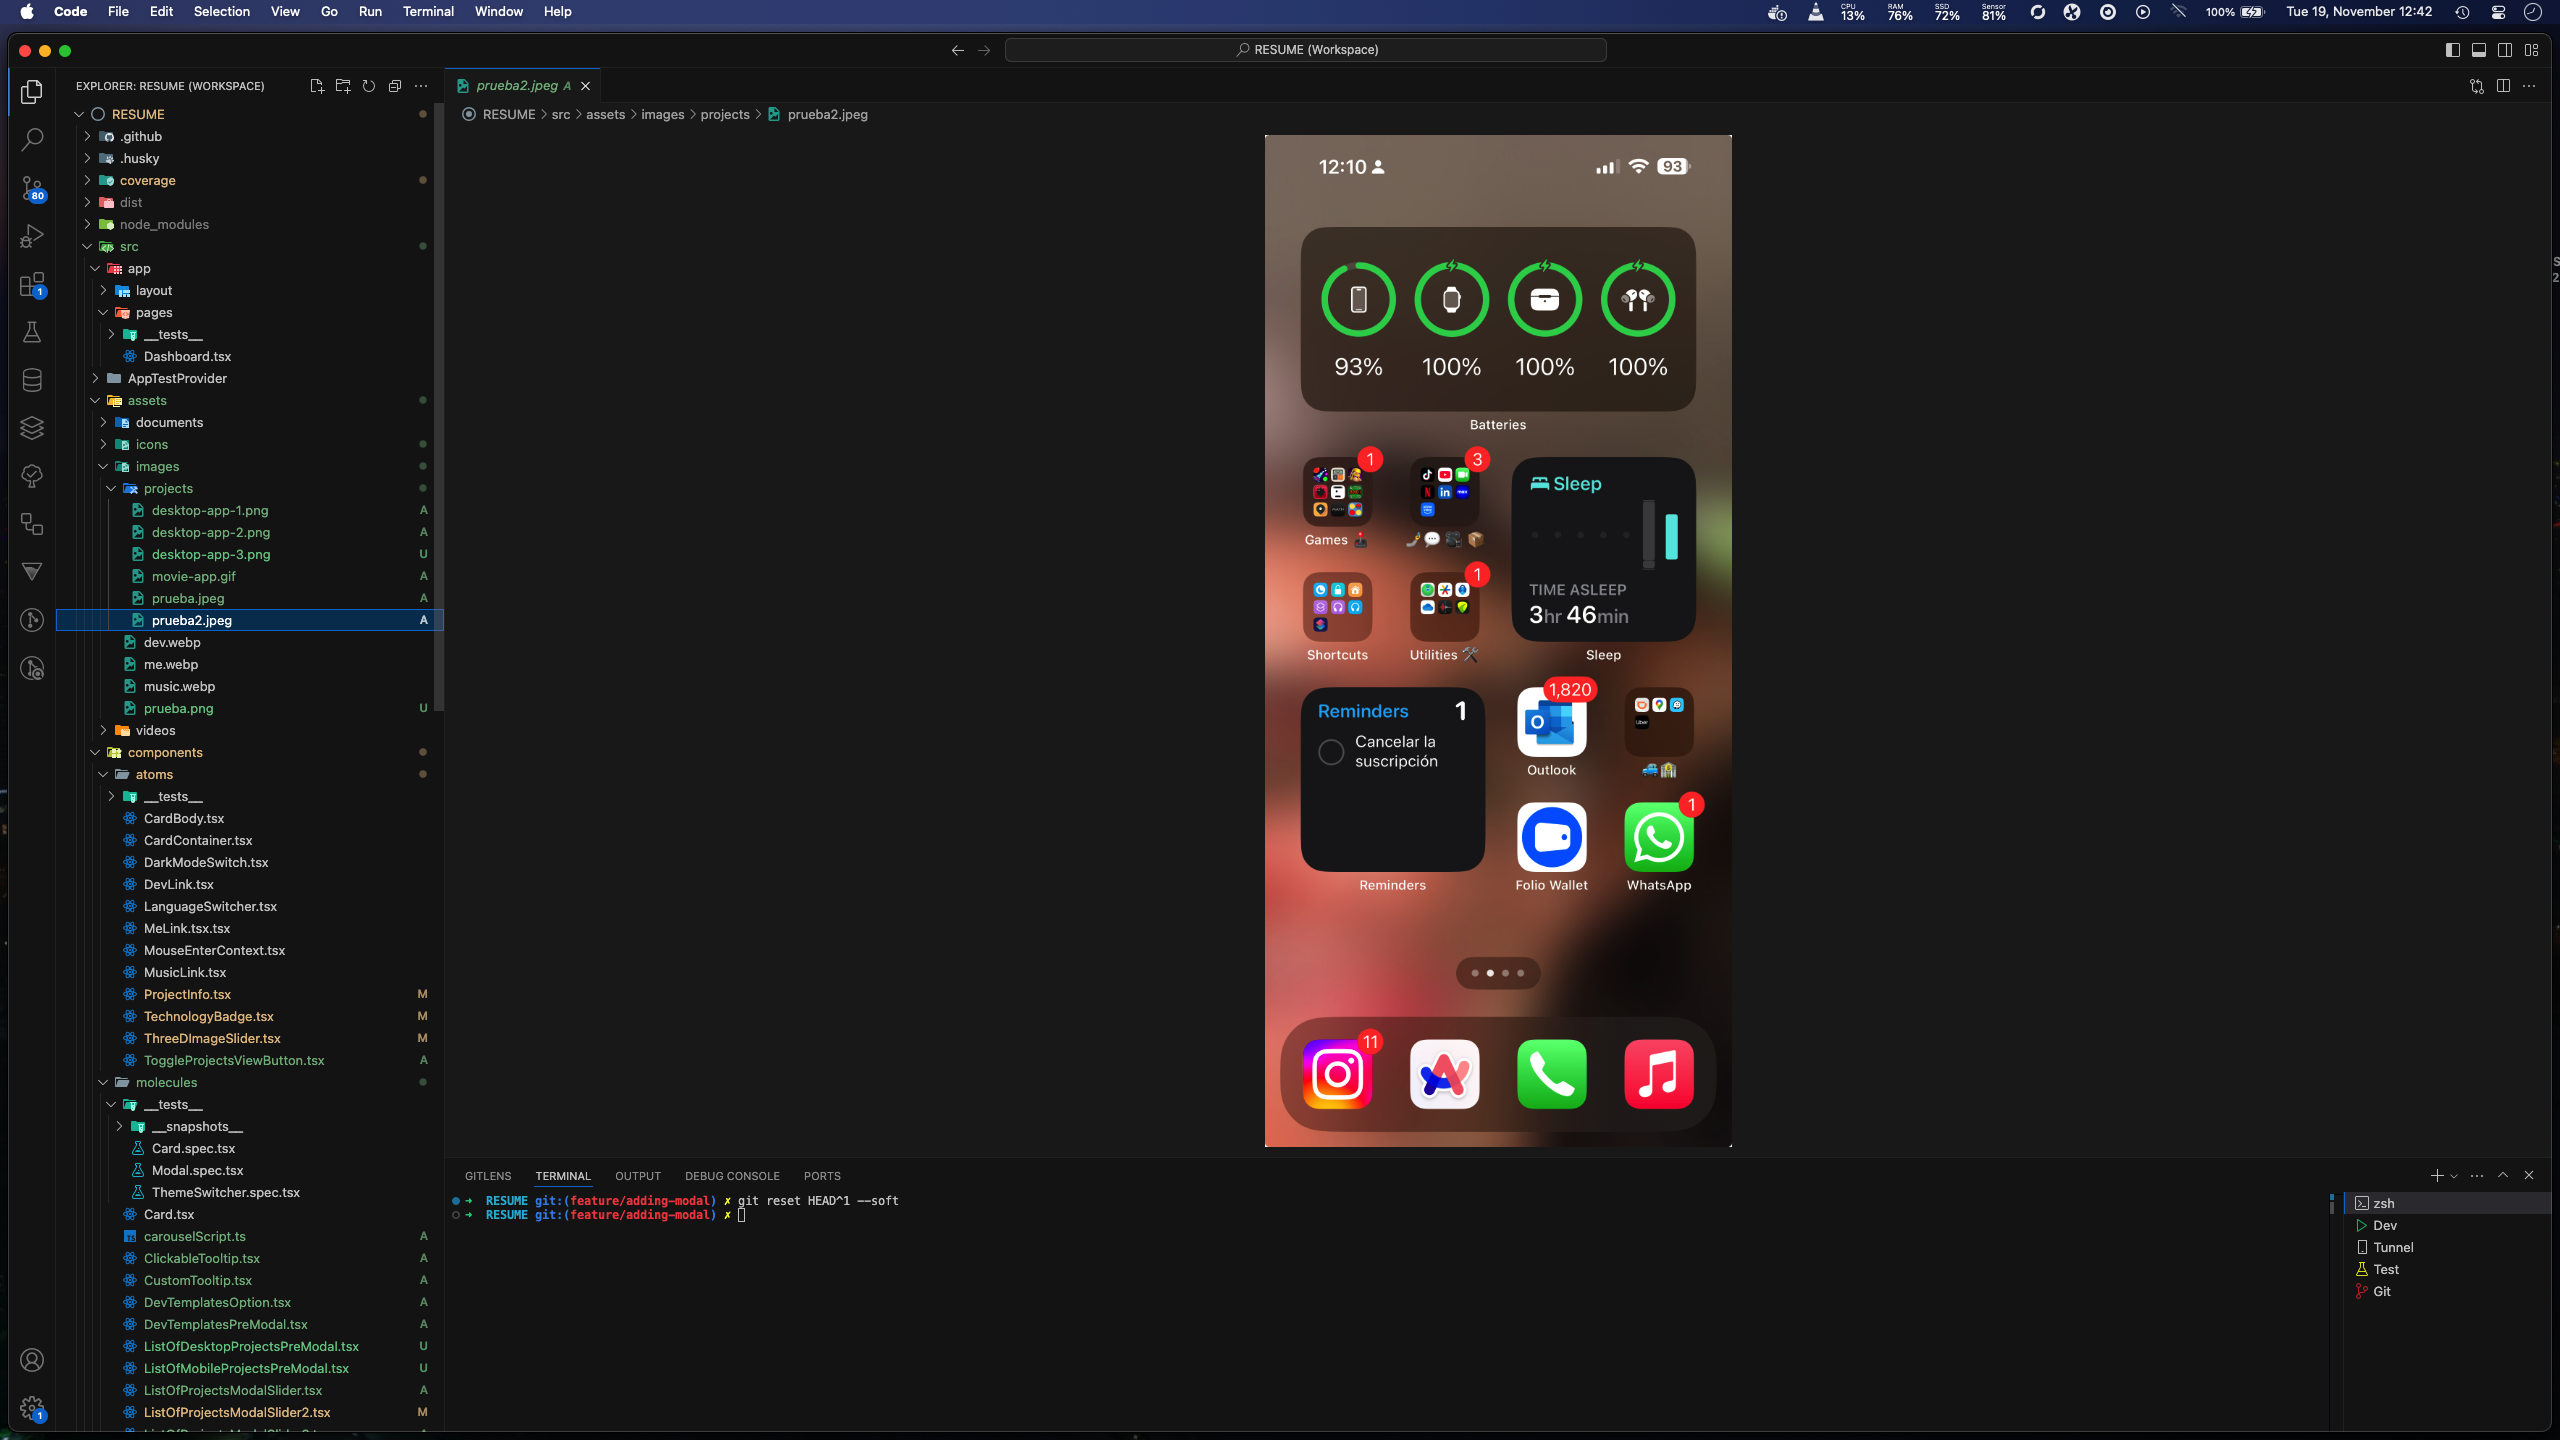 Code File Edit Selection View Go Run Terminal Window Help
CPU 13% RAM 76% SSD 72% Sensor 81% 100% Tue 19, November 12:42
RESUME (Workspace)
EXPLORER: RESUME (WORKSPACE)
RESUME
.github
.husky
coverage
dist
node_modules
src
app
layout
pages
__tests__
Dashboard.tsx
AppTestProvider
assets
documents
icons
images
projects
desktop-app-1.png A
desktop-app-2.png A
desktop-app-3.png U
movie-app.gif A
prueba.jpeg A
prueba2.jpeg A
dev.webp
me.webp
music.webp
prueba.png U
videos
components
atoms
__tests__
CardBody.tsx
CardContainer.tsx
DarkModeSwitch.tsx
DevLink.tsx
LanguageSwitcher.tsx
MeLink.tsx.tsx
MouseEnterContext.tsx
MusicLink.tsx
ProjectInfo.tsx M
TechnologyBadge.tsx M
ThreeDImageSlider.tsx M
ToggleProjectsViewButton.tsx A
molecules
__tests__
__snapshots__
Card.spec.tsx
Modal.spec.tsx
ThemeSwitcher.spec.tsx
Card.tsx
carouselScript.ts A
ClickableTooltip.tsx A
CustomTooltip.tsx A
DevTemplatesOption.tsx A
DevTemplatesPreModal.tsx A
ListOfDesktopProjectsPreModal.tsx U
ListOfMobileProjectsPreModal.tsx U
ListOfProjectsModalSlider.tsx A
ListOfProjectsModalSlider2.tsx M
80
1
1
prueba2.jpeg A
RESUME > src > assets > images > projects > prueba2.jpeg
12:10 93
93% 100% 100% 100%
Batteries
1 3
Games
Sleep
TIME ASLEEP
3hr 46min
1
Shortcuts Utilities Sleep
Reminders 1
Cancelar la
suscripción
Reminders
1,820
Uber
Outlook
1
Folio Wallet WhatsApp
11
GITLENS TERMINAL OUTPUT DEBUG CONSOLE PORTS
RESUME git:(feature/adding-modal) ✗ git reset HEAD^1 --soft
RESUME git:(feature/adding-modal) ✗
zsh
Dev
Tunnel
Test
Git